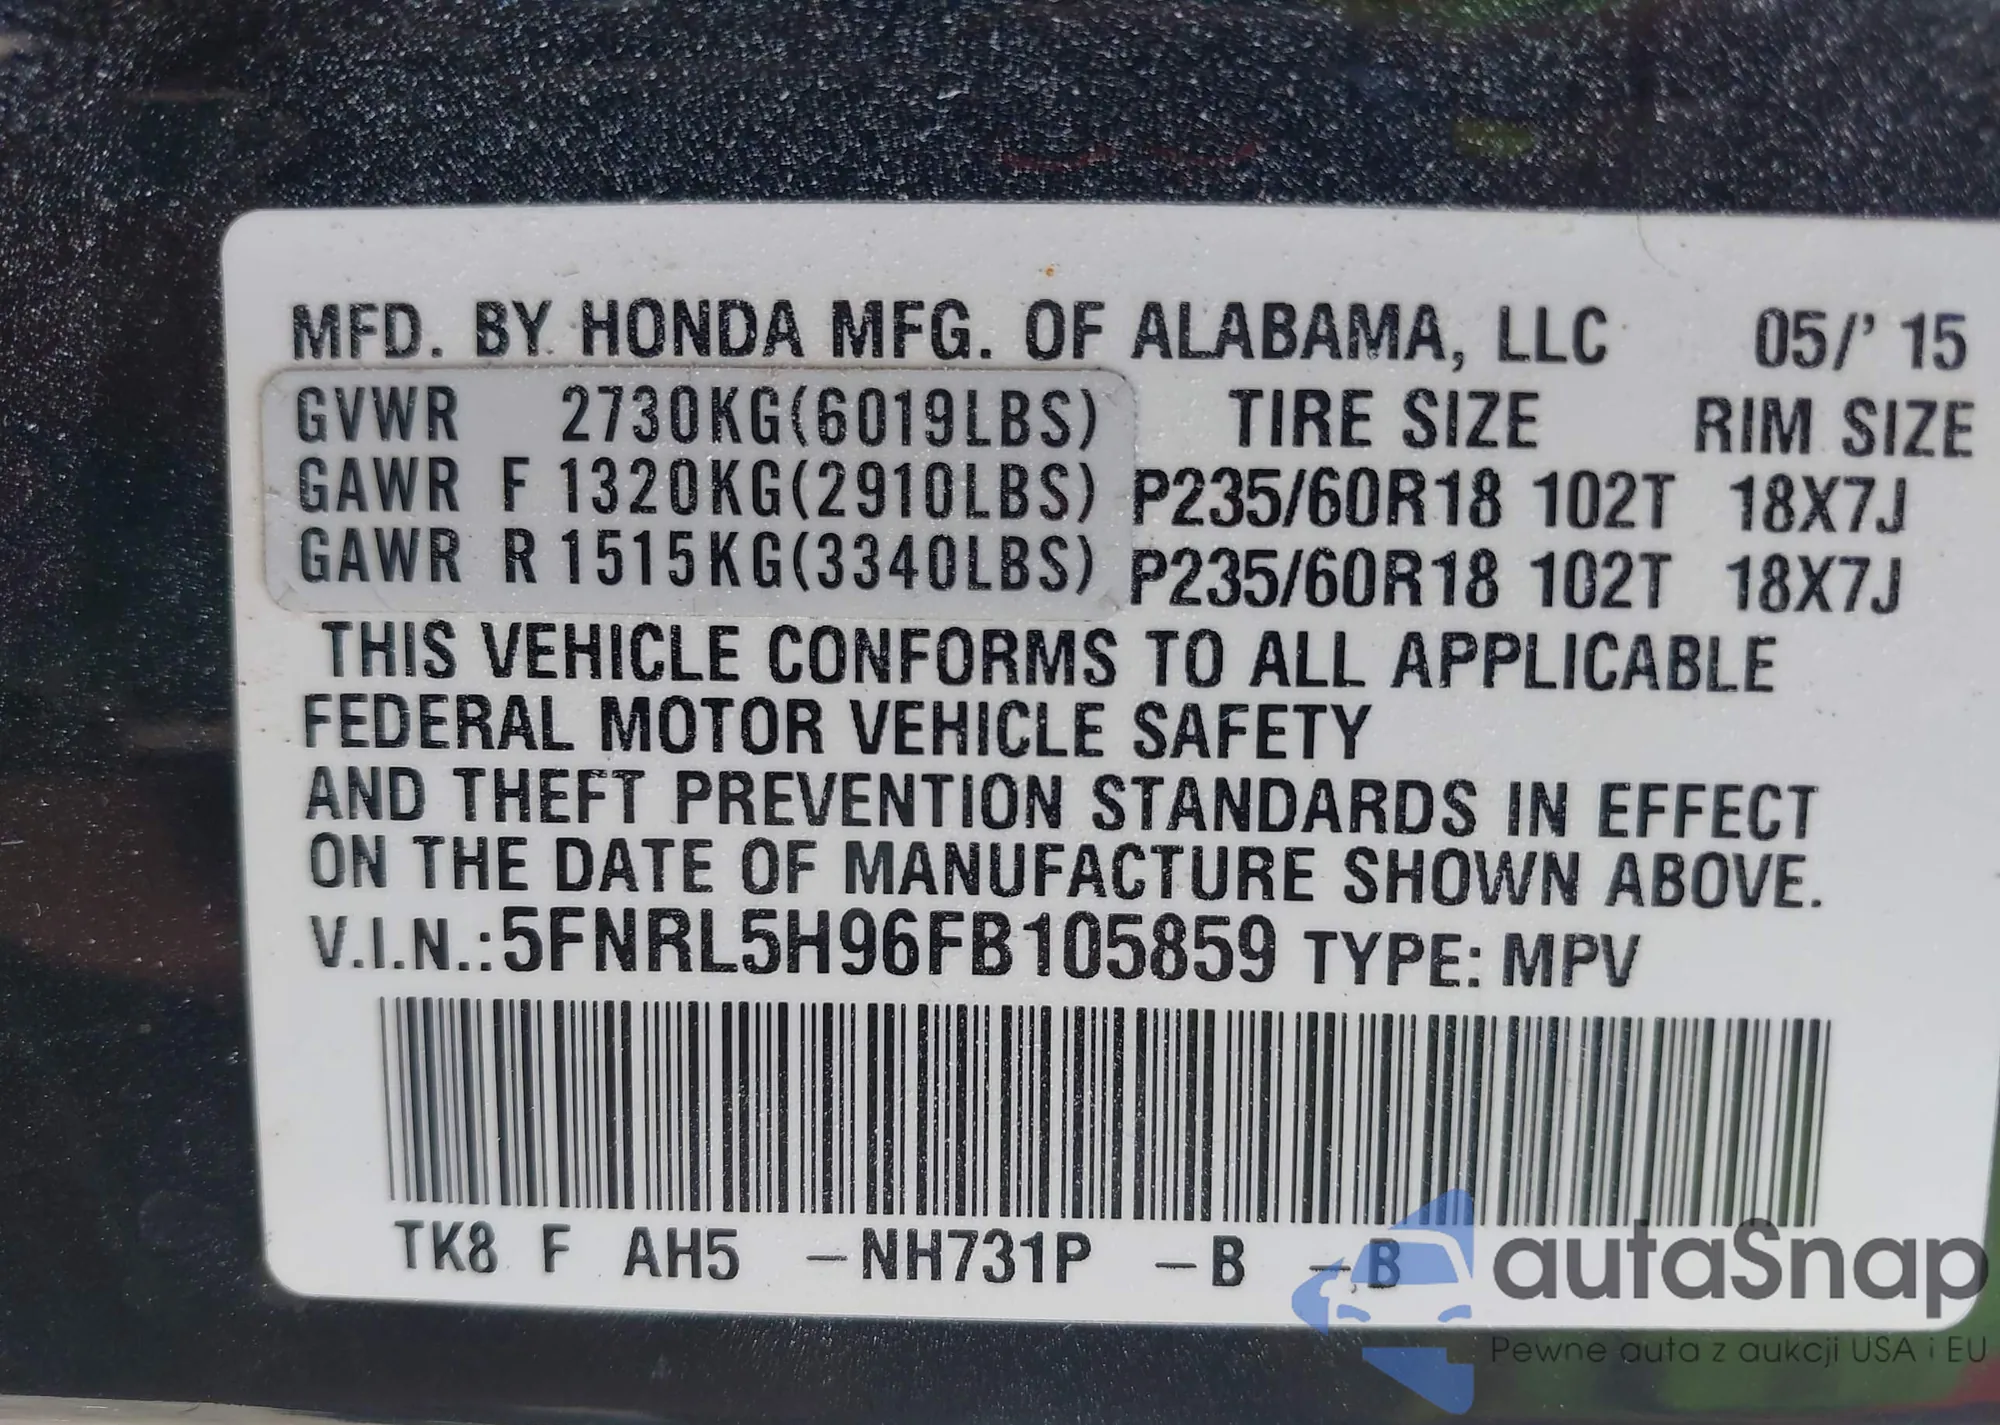 MFD. BY HONDA MFG. OF ALABAMA, LLC 05/'15
GVWR 2730KG(6019LBS) TIRE SIZE RIM SIZE
GAWR F 1320KG(2910LBS) P235/60R18 102T 18X7J
GAWR R 1515KG(3340LBS) P235/60R18 102T 18X7J
THIS VEHICLE CONFORMS TO ALL APPLICABLE
FEDERAL MOTOR VEHICLE SAFETY
AND THEFT PREVENTION STANDARDS IN EFFECT
ON THE DATE OF MANUFACTURE SHOWN ABOVE.
V.I.N.:5FNRL5H96FB105859 TYPE: MPV
TK8 F AH5 –NH731P –B –B
autaSnap
Pewne auta z aukcji USA i EU